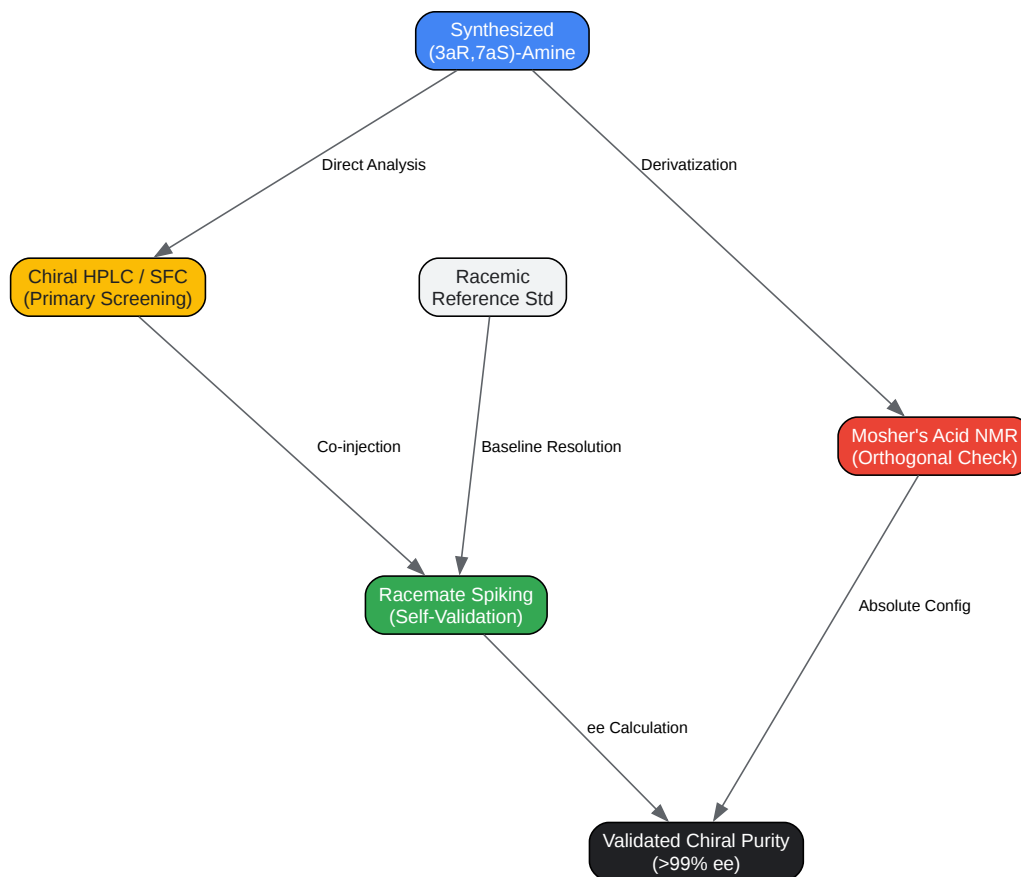 Synthesized
(3aR,7aS)-Amine
Direct Analysis
Derivatization
Chiral HPLC / SFC
(Primary Screening)
Racemic
Reference Std
Co-injection
Baseline Resolution
Mosher's Acid NMR
(Orthogonal Check)
Racemate Spiking
(Self-Validation)
Absolute Config
ee Calculation
Validated Chiral Purity
(>99% ee)